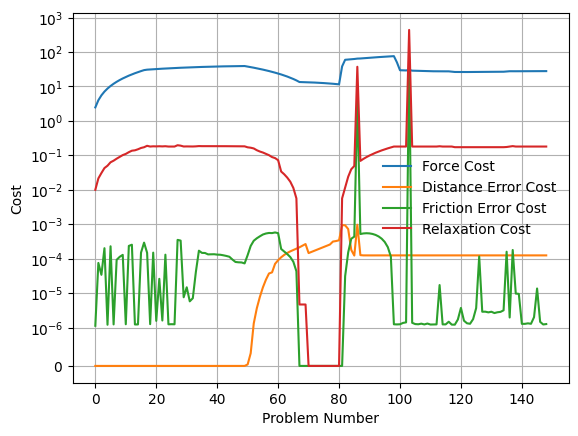 10³
10²
10¹
10⁰
10⁻¹
10⁻²
10⁻³
10⁻⁴
10⁻⁵
10⁻⁶
0
Cost
Force Cost
Distance Error Cost
Friction Error Cost
Relaxation Cost
0 20 40 60 80 100 120 140
Problem Number